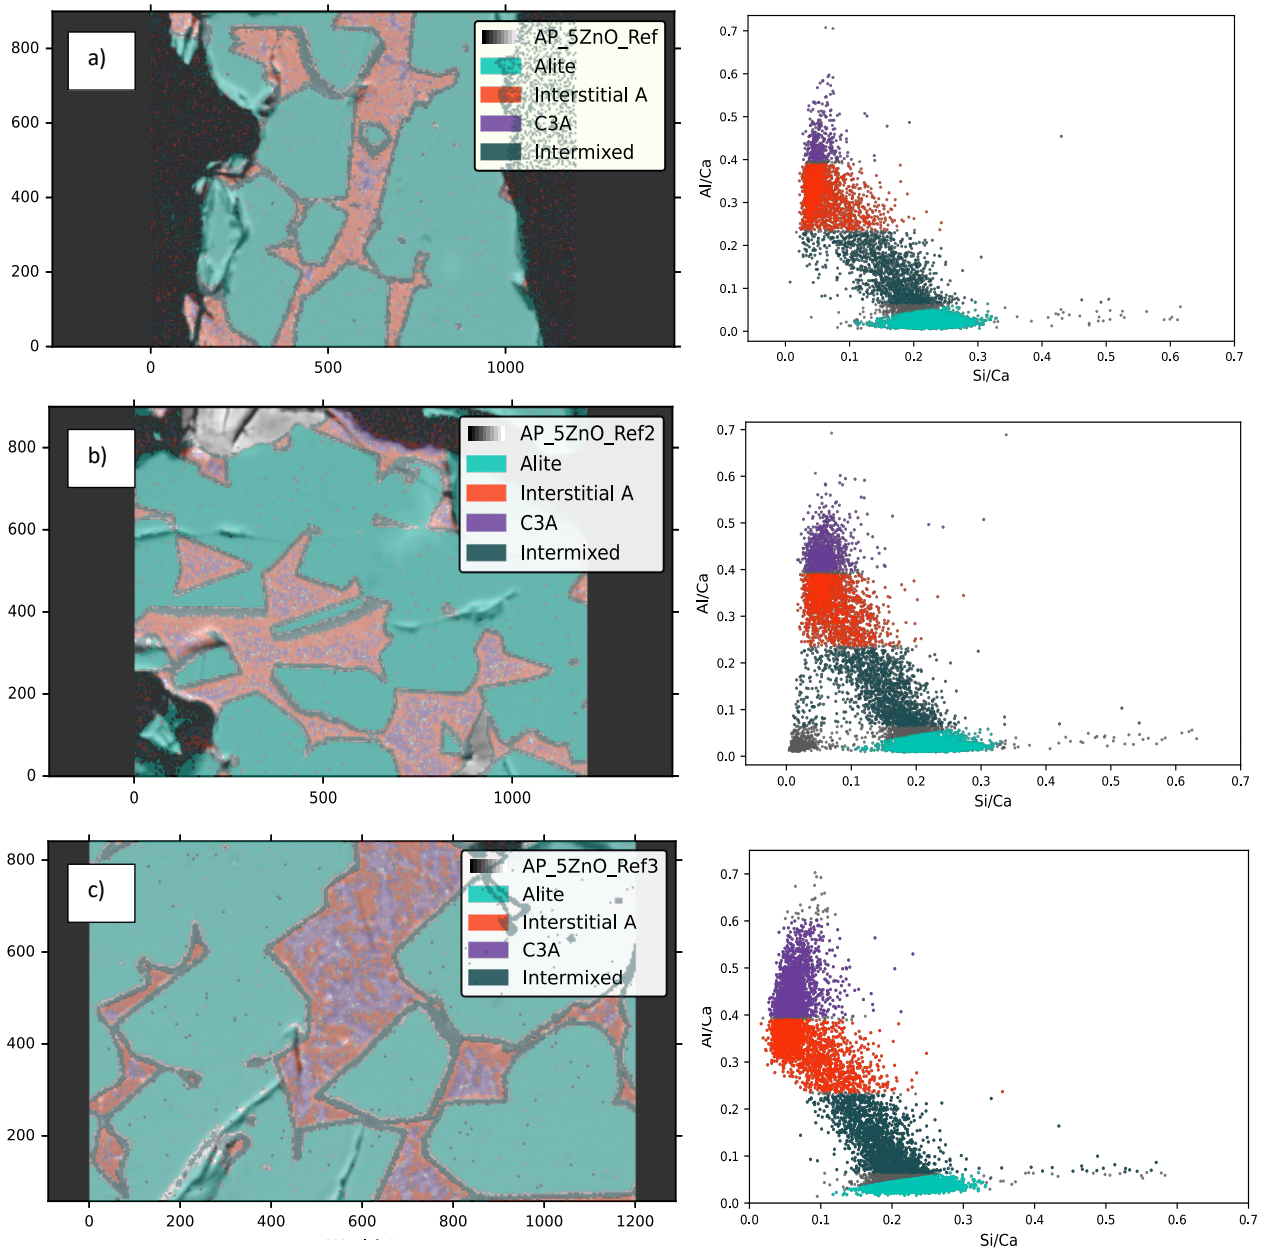 a)
AP_5ZnO_Ref
Alite
Interstitial A
C3A
Intermixed
800
600
400
200
0
0 500 1000
Al/Ca
0.7
0.6
0.5
0.4
0.3
0.2
0.1
0.0
0.0 0.1 0.2 0.3 0.4 0.5 0.6 0.7
Si/Ca
b)
AP_5ZnO_Ref2
Alite
Interstitial A
C3A
Intermixed
800
600
400
200
0
0 500 1000
Al/Ca
0.7
0.6
0.5
0.4
0.3
0.2
0.1
0.0
0.0 0.1 0.2 0.3 0.4 0.5 0.6 0.7
Si/Ca
c)
AP_5ZnO_Ref3
Alite
Interstitial A
C3A
Intermixed
800
600
400
200
0 200 400 600 800 1000 1200
Al/Ca
0.7
0.6
0.5
0.4
0.3
0.2
0.1
0.0
0.0 0.1 0.2 0.3 0.4 0.5 0.6 0.7
Si/Ca